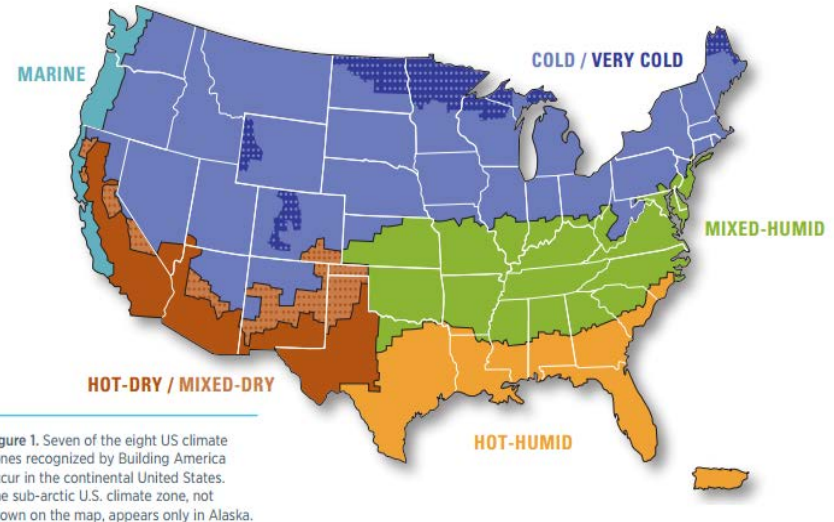 MARINE
COLD / VERY COLD
MIXED-HUMID
HOT-DRY / MIXED-DRY
HOT-HUMID
gure 1. Seven of the eight US climate
nes recognized by Building America
cur in the continental United States.
e sub-arctic U.S. climate zone, not
own on the map, appears only in Alaska.